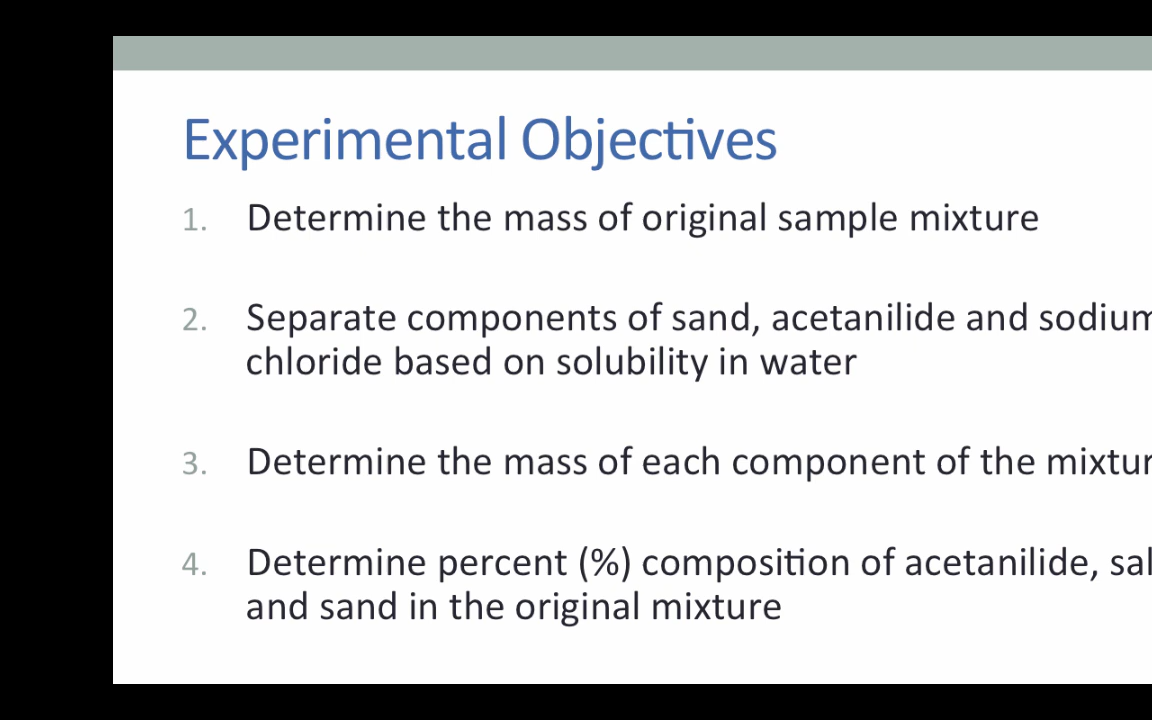 Experimental Objectives
1. Determine the mass of original sample mixture
2. Separate components of sand, acetanilide and sodium
chloride based on solubility in water
3. Determine the mass of each component of the mixtur
4. Determine percent (%) composition of acetanilide, sal
and sand in the original mixture